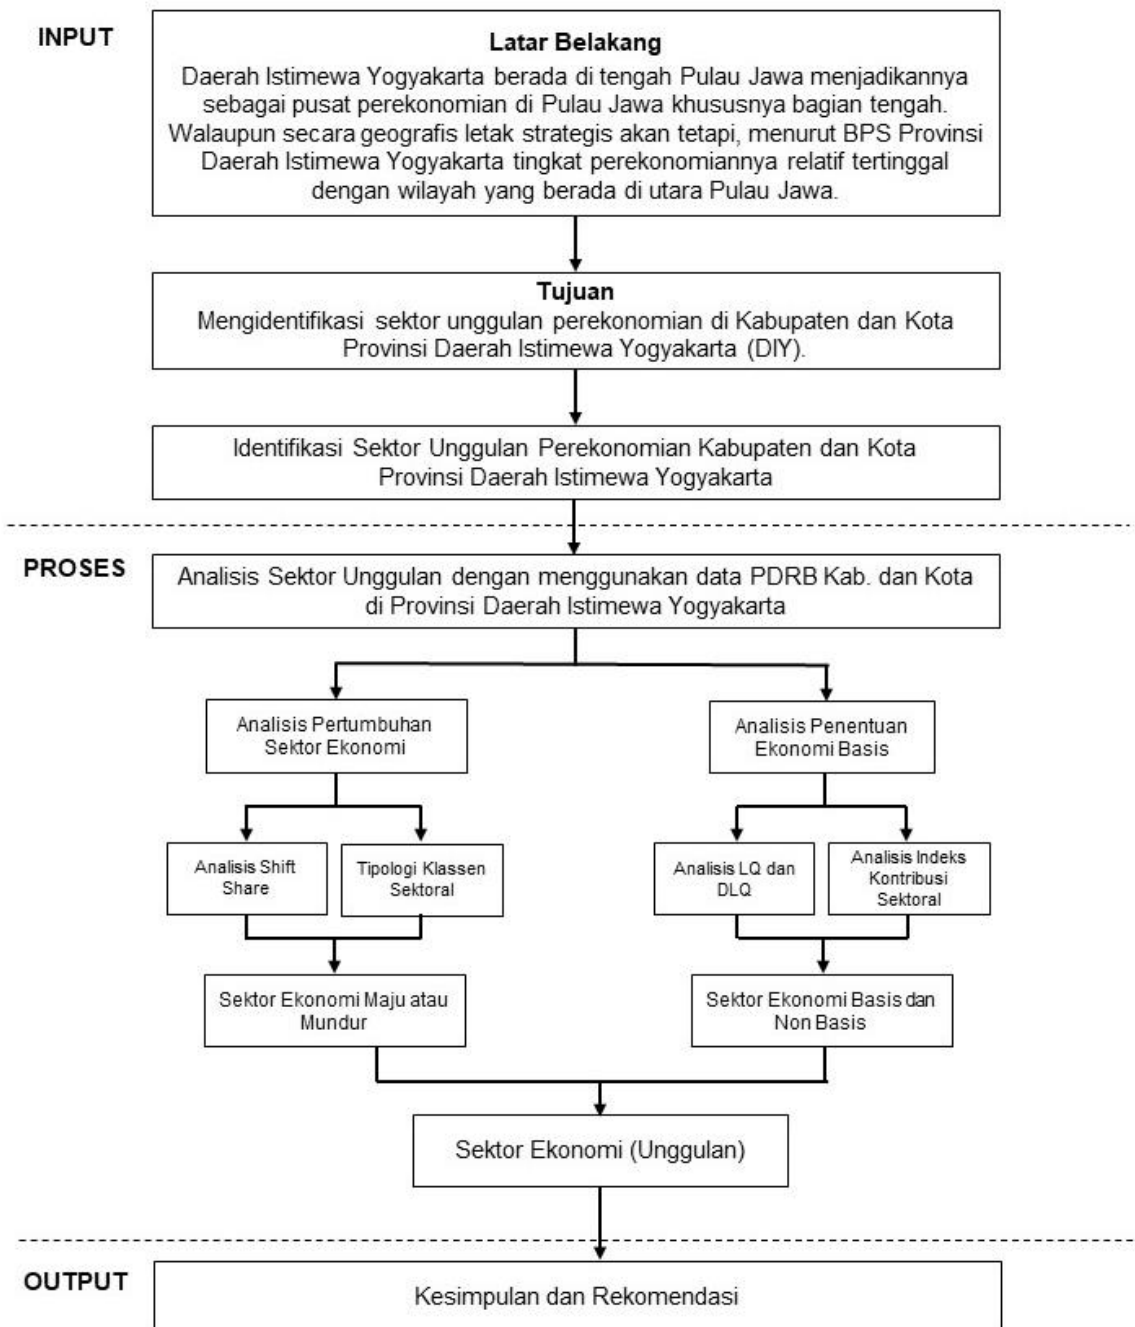 INPUT
Latar Belakang
Daerah Istimewa Yogyakarta berada di tengah Pulau Jawa menjadikannya
sebagai pusat perekonomian di Pulau Jawa khususnya bagian tengah.
Walaupun secara geografis letak strategis akan tetapi, menurut BPS Provinsi
Daerah Istimewa Yogyakarta tingkat perekonomiannya relatif tertinggal
dengan wilayah yang berada di utara Pulau Jawa.
Tujuan
Mengidentifikasi sektor unggulan perekonomian di Kabupaten dan Kota
Provinsi Daerah Istimewa Yogyakarta (DIY).
Identifikasi Sektor Unggulan Perekonomian Kabupaten dan Kota
Provinsi Daerah Istimewa Yogyakarta
PROSES
Analisis Sektor Unggulan dengan menggunakan data PDRB Kab. dan Kota
di Provinsi Daerah Istimewa Yogyakarta
Analisis Pertumbuhan
Sektor Ekonomi
Analisis Penentuan
Ekonomi Basis
Analisis Shift
Share
Tipologi Klassen
Sektoral
Analisis LQ dan
DLQ
Analisis Indeks
Kontribusi
Sektoral
Sektor Ekonomi Maju atau
Mundur
Sektor Ekonomi Basis dan
Non Basis
Sektor Ekonomi (Unggulan)
OUTPUT
Kesimpulan dan Rekomendasi